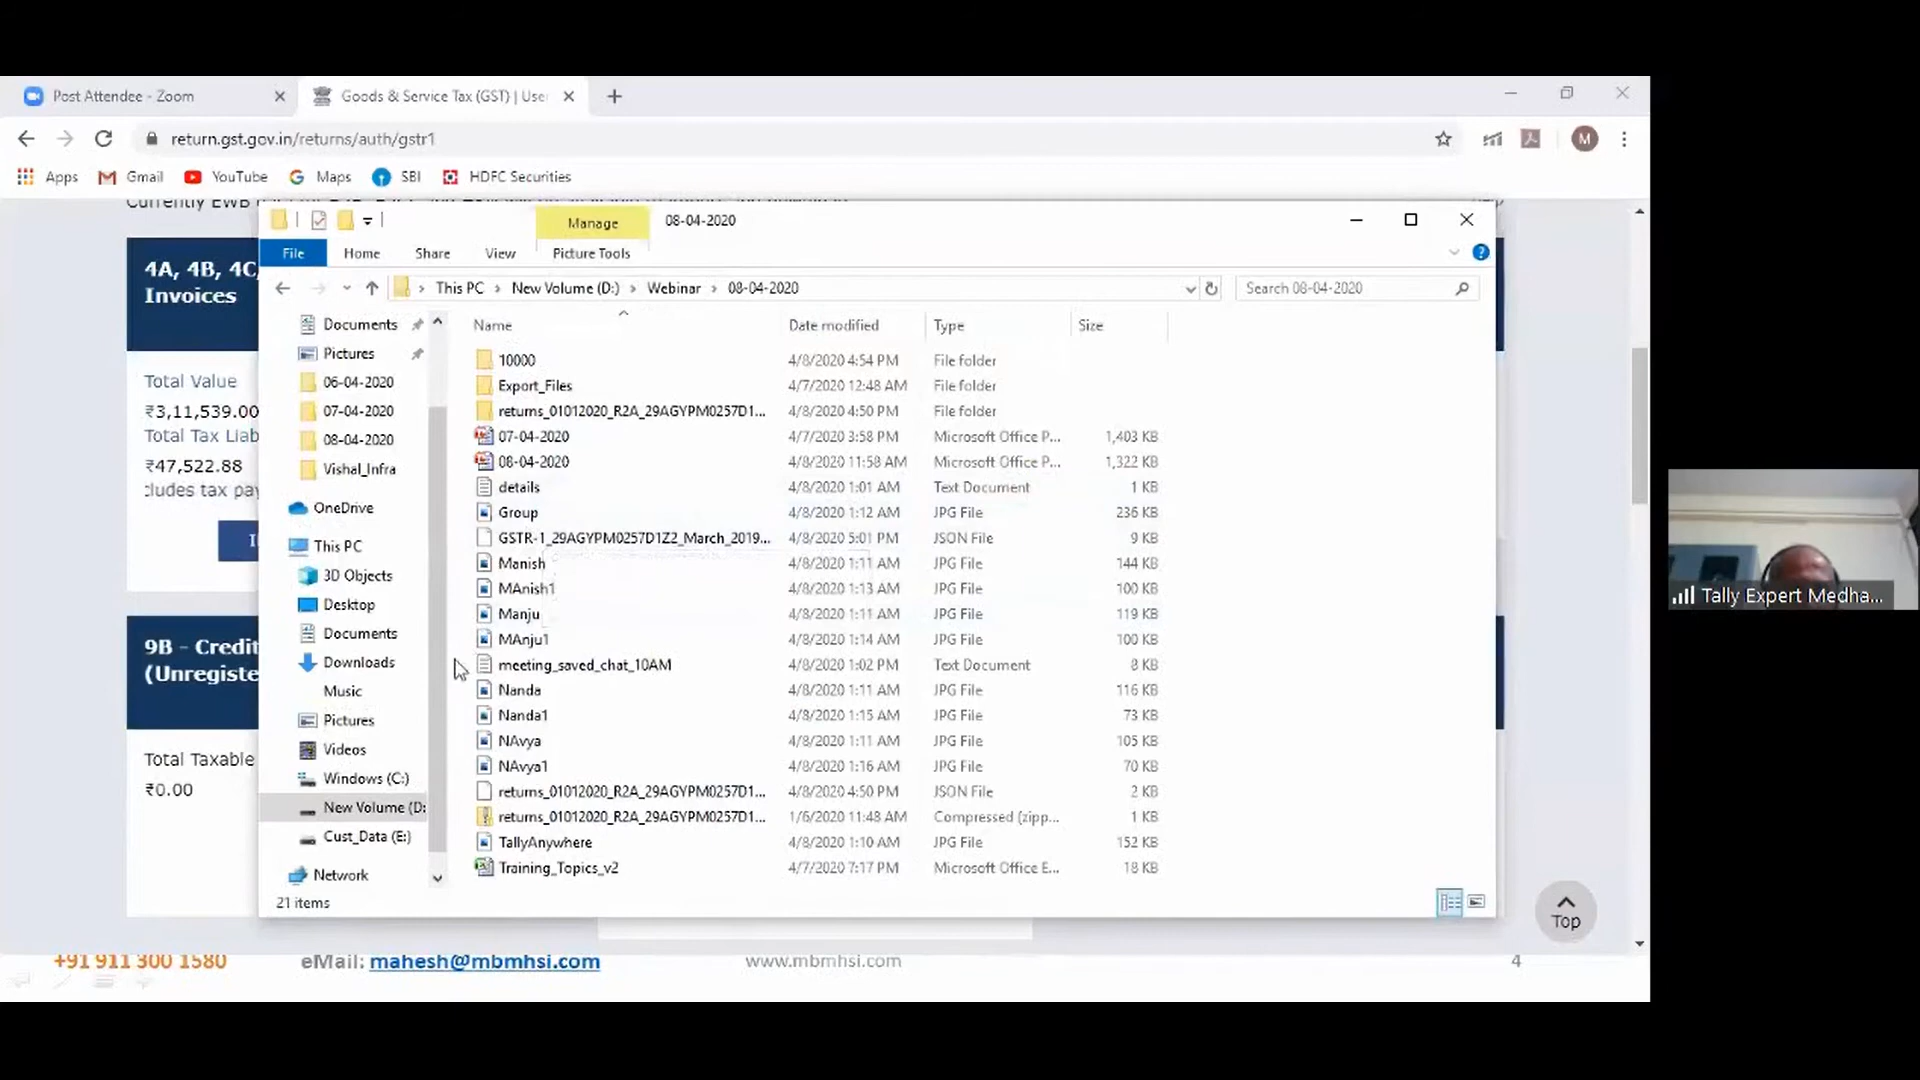 Post Attendee - Zoom
Goods & Service Tax (GST) | User
return.gst.gov.in/returns/auth/gstr1
M
Apps
Gmail
YouTube
Maps
SBI
HDFC Securities
Currently EWB
Manage
08-04-2020
File
Home
Share
View
Picture Tools
This PC > New Volume (D:) > Webinar > 08-04-2020
Search 08-04-2020
4A, 4B, 4C,
Invoices
Total Value
₹3,11,539.00
Total Tax Liab
₹47,522.88
cludes tax pay
9B - Credit
(Unregiste
Total Taxable
₹0.00
Documents
Pictures
06-04-2020
07-04-2020
08-04-2020
Vishal_Infra
OneDrive
This PC
3D Objects
Desktop
Documents
Downloads
Music
Pictures
Videos
Windows (C:)
New Volume (D:
Cust_Data (E:)
Network
Name Date modified Type Size
10000 4/8/2020 4:54 PM File folder
Export_Files 4/7/2020 12:48 AM File folder
returns_01012020_R2A_29AGYPM0257D1... 4/8/2020 4:50 PM File folder
07-04-2020 4/7/2020 3:58 PM Microsoft Office P... 1,403 KB
08-04-2020 4/8/2020 11:58 AM Microsoft Office P... 1,322 KB
details 4/8/2020 1:01 AM Text Document 1 KB
Group 4/8/2020 1:12 AM JPG File 236 KB
GSTR-1_29AGYPM0257D1Z2_March_2019... 4/8/2020 5:01 PM JSON File 9 KB
Manish 4/8/2020 1:11 AM JPG File 144 KB
MAnish1 4/8/2020 1:13 AM JPG File 100 KB
Manju 4/8/2020 1:11 AM JPG File 119 KB
MAnju1 4/8/2020 1:14 AM JPG File 100 KB
meeting_saved_chat_10AM 4/8/2020 1:02 PM Text Document 8 KB
Nanda 4/8/2020 1:11 AM JPG File 116 KB
Nanda1 4/8/2020 1:15 AM JPG File 73 KB
NAvya 4/8/2020 1:11 AM JPG File 105 KB
NAvya1 4/8/2020 1:16 AM JPG File 70 KB
returns_01012020_R2A_29AGYPM0257D1... 4/8/2020 4:50 PM JSON File 2 KB
returns_01012020_R2A_29AGYPM0257D1... 1/6/2020 11:48 AM Compressed (zipp... 1 KB
TallyAnywhere 4/8/2020 1:10 AM JPG File 152 KB
Training_Topics_v2 4/7/2020 7:17 PM Microsoft Office E... 18 KB
21 items
Top
+91 911 300 1580 eMail: mahesh@mbmhsi.com www.mbmhsi.com 4
Tally Expert Medha...